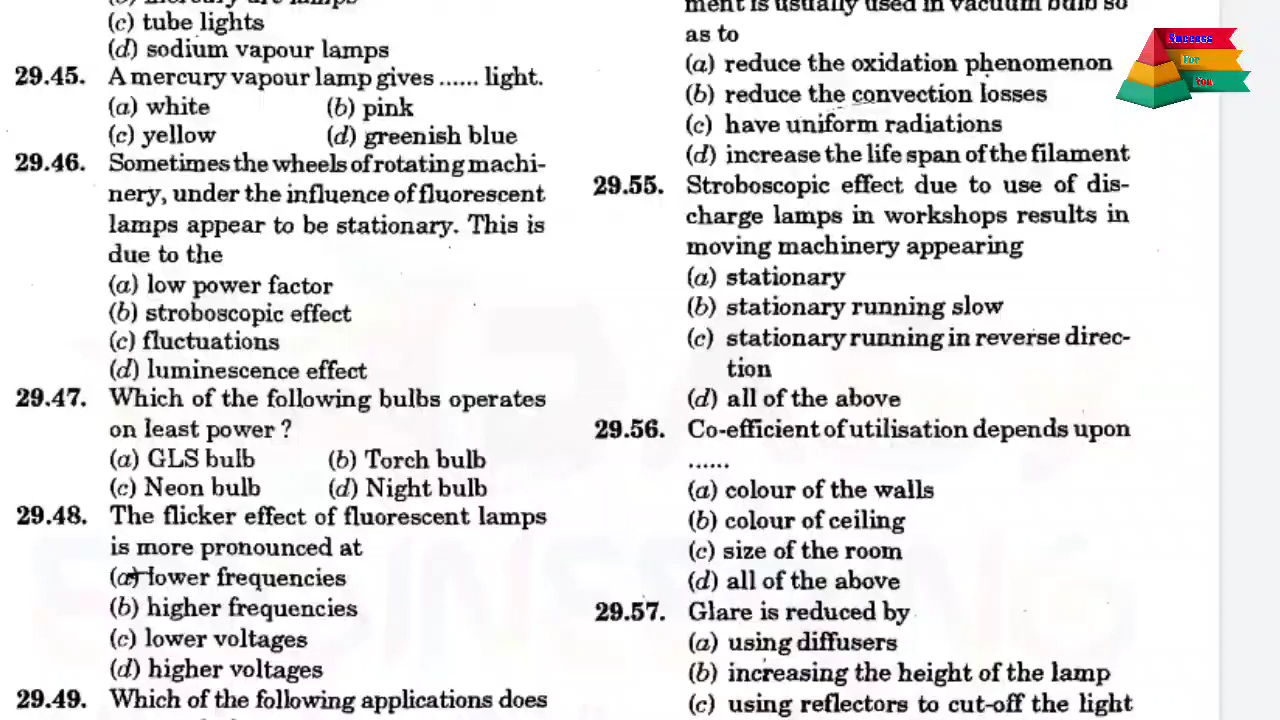 (b) mercury arc lamps
(c) tube lights
(d) sodium vapour lamps
29.45. A mercury vapour lamp gives ...... light.
(a) white (b) pink
(c) yellow (d) greenish blue
29.46. Sometimes the wheels of rotating machi-
nery, under the influence of fluorescent
lamps appear to be stationary. This is
due to the
(a) low power factor
(b) stroboscopic effect
(c) fluctuations
(d) luminescence effect
29.47. Which of the following bulbs operates
on least power ?
(a) GLS bulb (b) Torch bulb
(c) Neon bulb (d) Night bulb
29.48. The flicker effect of fluorescent lamps
is more pronounced at
(a) lower frequencies
(b) higher frequencies
(c) lower voltages
(d) higher voltages
29.49. Which of the following applications does
ment is usually used in vacuum bulb so
as to
(a) reduce the oxidation phenomenon
(b) reduce the convection losses
(c) have uniform radiations
(d) increase the life span of the filament
29.55. Stroboscopic effect due to use of dis-
charge lamps in workshops results in
moving machinery appearing
(a) stationary
(b) stationary running slow
(c) stationary running in reverse direc-
tion
(d) all of the above
29.56. Co-efficient of utilisation depends upon
......
(a) colour of the walls
(b) colour of ceiling
(c) size of the room
(d) all of the above
29.57. Glare is reduced by
(a) using diffusers
(b) increasing the height of the lamp
(c) using reflectors to cut-off the light
Success
For
You